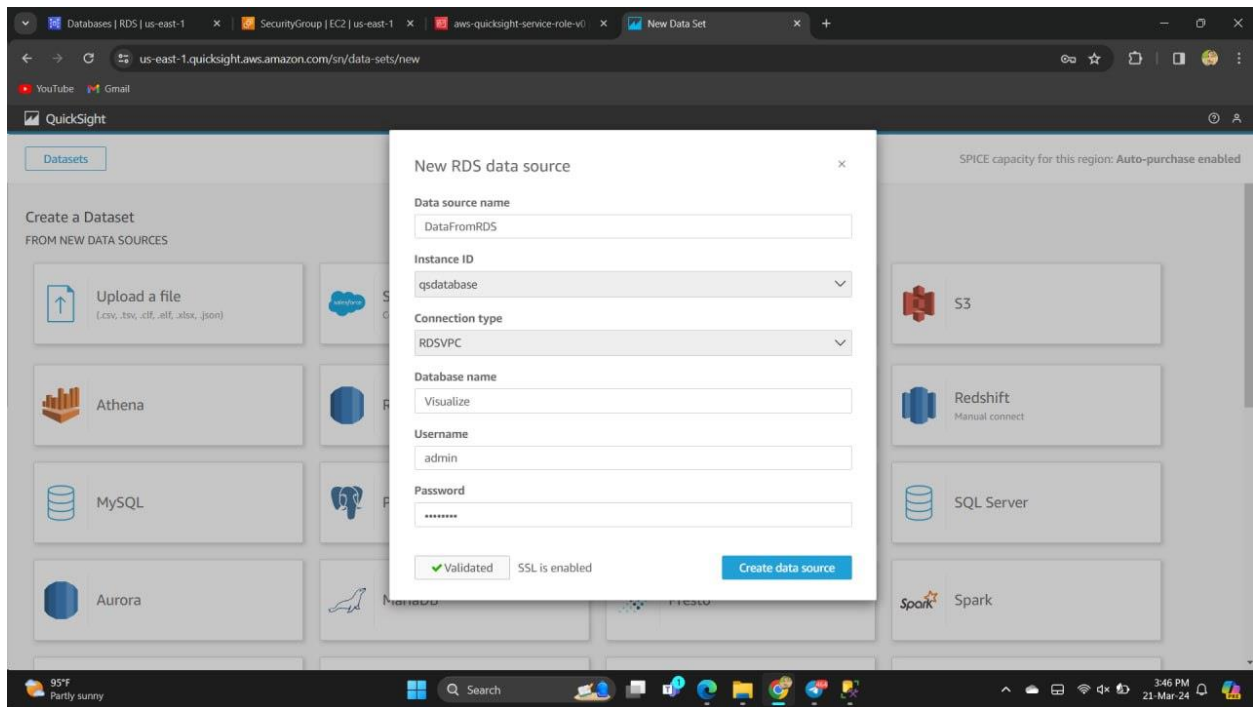 Databases | RDS | us-east-1
SecurityGroup | EC2 | us-east-1
aws-quicksight-service-role-v0
New Data Set
us-east-1.quicksight.aws.amazon.com/sn/data-sets/new
YouTube
Gmail
QuickSight
Datasets
SPICE capacity for this region: Auto-purchase enabled
Create a Dataset
FROM NEW DATA SOURCES
New RDS data source
Data source name
DataFromRDS
Instance ID
qsdatabase
Connection type
RDSVPC
Database name
Visualize
Username
admin
Password
••••••••
Validated
SSL is enabled
Create data source
Upload a file
(.csv, .tsv, .clf, .elf, .xlsx, .json)
salesforce
S3
Athena
Redshift
Manual connect
MySQL
SQL Server
Aurora
MariaDB
Presto
Spark
Spark
95°F
Partly sunny
Search
3:46 PM
21-Mar-24